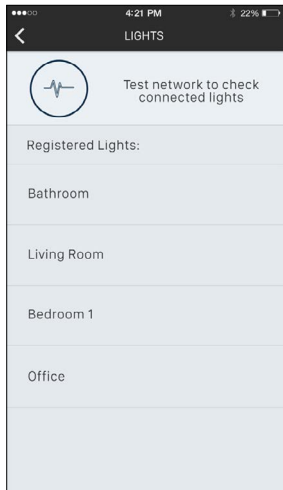 4:21 PM
22%
LIGHTS
Test network to check
connected lights
Registered Lights:
Bathroom
Living Room
Bedroom 1
Office